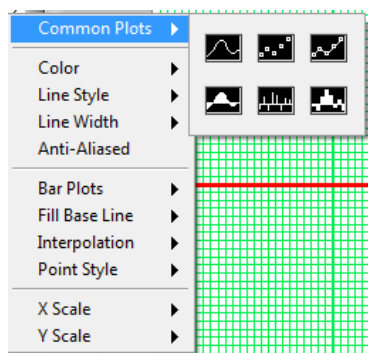 Common Plots
Color
Line Style
Line Width
Anti-Aliased
Bar Plots
Fill Base Line
Interpolation
Point Style
X Scale
Y Scale